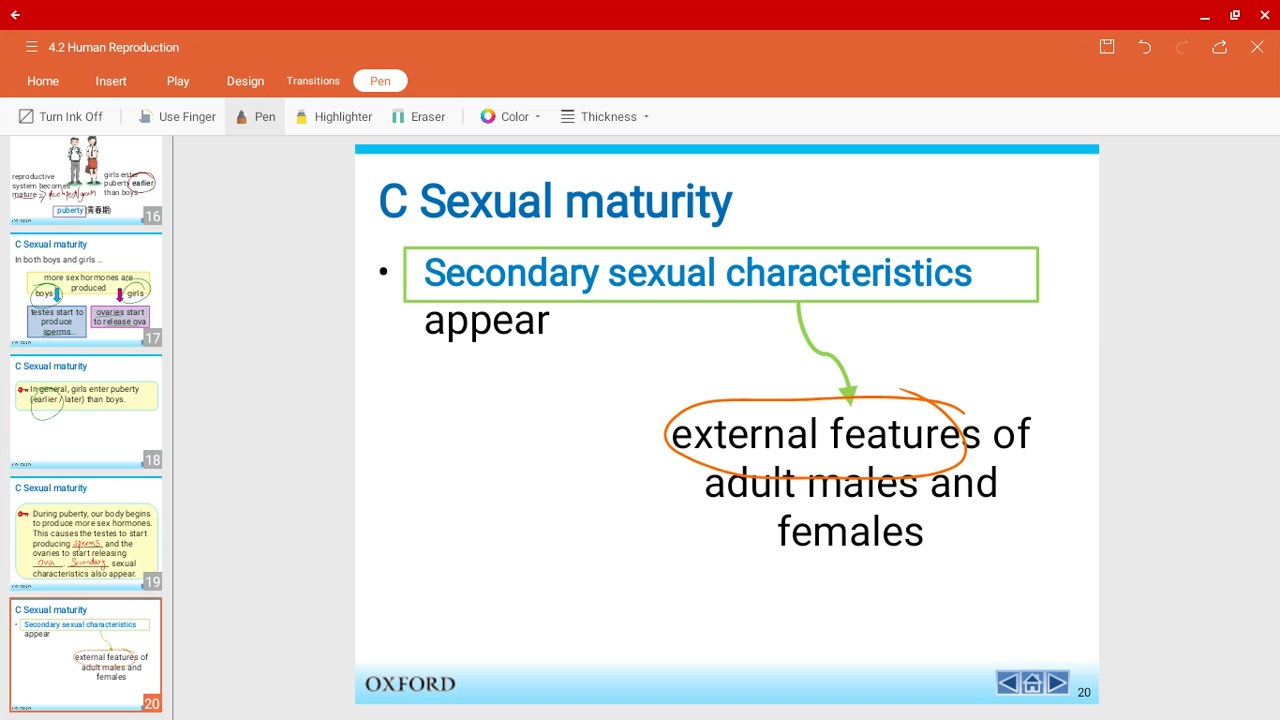 4.2 Human Reproduction
Home Insert Play Design Transitions Pen
Turn Ink Off Use Finger Pen Highlighter Eraser Color Thickness
reproductive
system becomes
mature
girls enter
puberty earlier
than boys
puberty (青春期)
16
C Sexual maturity
In both boys and girls ...
more sex hormones are
produced
boys girls
testes start to
produce
sperms...
ovaries start
to release ova
17
C Sexual maturity
In general, girls enter puberty
(earlier / later) than boys.
18
C Sexual maturity
During puberty, our body begins
to produce more sex hormones.
This causes the testes to start
producing sperms and the
ovaries to start releasing
ova. Secondary sexual
characteristics also appear.
19
C Sexual maturity
• Secondary sexual characteristics
appear
external features of
adult males and
females
20
C Sexual maturity
• Secondary sexual characteristics
appear
external features of
adult males and
females
OXFORD
20